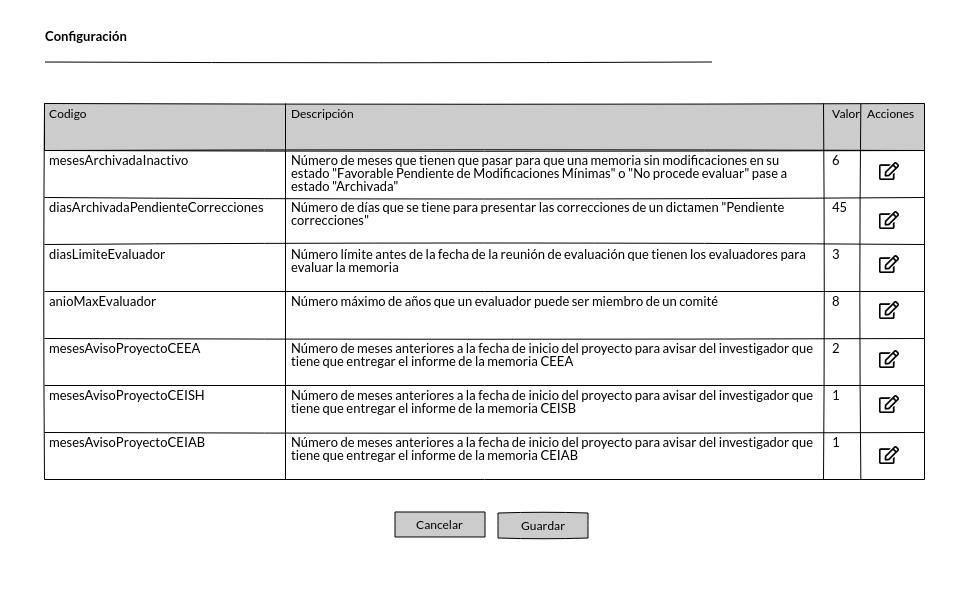 Configuración
Codigo
Descripción
Valor
Acciones
mesesArchivadaInactivo
Número de meses que tienen que pasar para que una memoria sin modificaciones en su
estado "Favorable Pendiente de Modificaciones Mínimas" o "No procede evaluar" pase a
estado "Archivada"
6
diasArchivadaPendienteCorrecciones
Número de días que se tiene para presentar las correcciones de un dictamen "Pendiente
correcciones"
45
diasLimiteEvaluador
Número límite antes de la fecha de la reunión de evaluación que tienen los evaluadores para
evaluar la memoria
3
anioMaxEvaluador
Número máximo de años que un evaluador puede ser miembro de un comité
8
mesesAvisoProyectoCEEA
Número de meses anteriores a la fecha de inicio del proyecto para avisar del investigador que
tiene que entregar el informe de la memoria CEEA
2
mesesAvisoProyectoCEISH
Número de meses anteriores a la fecha de inicio del proyecto para avisar del investigador que
tiene que entregar el informe de la memoria CEISB
1
mesesAvisoProyectoCEIAB
Número de meses anteriores a la fecha de inicio del proyecto para avisar del investigador que
tiene que entregar el informe de la memoria CEIAB
1
Cancelar
Guardar